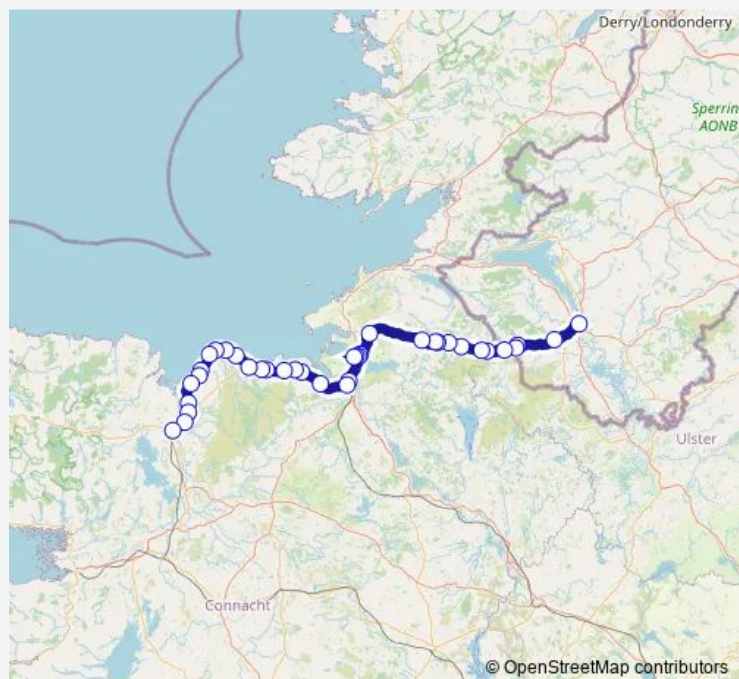 Derry/Londonderry
Sperrin
AONB
Ulster
Connacht
© OpenStreetMap contributors